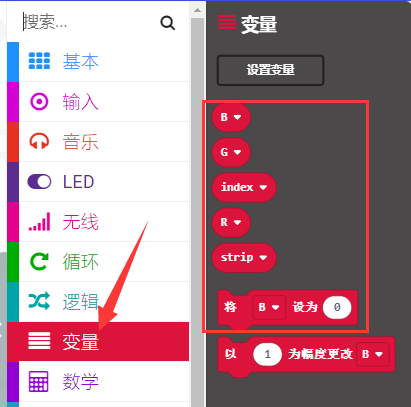 搜索...
基本
输入
音乐
LED
无线
循环
逻辑
变量
数学
变量
设置变量
B
G
index
R
strip
将 B 设为 0
以 1 为幅度更改 B